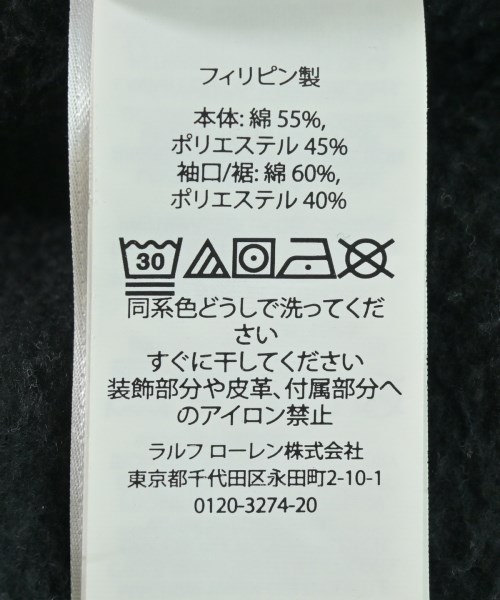 フィリピン製
本体: 綿 55%,
ポリエステル 45%
袖口/裾: 綿 60%,
ポリエステル 40%
30
同系色どうしで洗ってくだ
さい
すぐに干してください
装飾部分や皮革、付属部分へ
のアイロン禁止
ラルフ ローレン株式会社
東京都千代田区永田町2-10-1
0120-3274-20